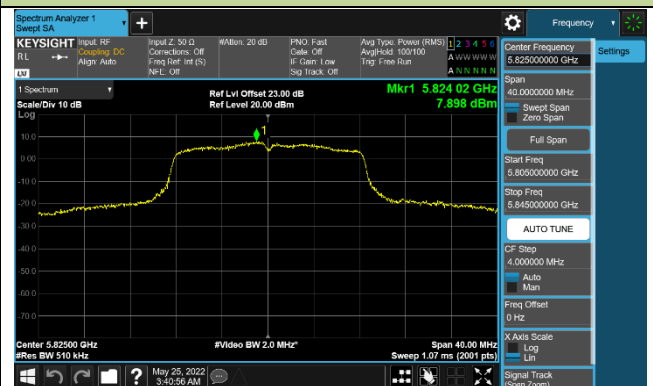 Spectrum Analyzer 1
Swept SA
Frequency
KEYSIGHT
RL
LXI
Input: RF
Coupling: DC
Align: Auto
Input Z: 50 Ω
Corrections: Off
Freq Ref: Int (S)
NFE: Off
#Atten: 20 dB
PNO: Fast
Gate: Off
IF Gain: Low
Sig Track: Off
Avg Type: Power (RMS)
Avg|Hold: 100/100
Trig: Free Run
1 2 3 4 5 6
A W W W W W
A N N N N N
1 Spectrum
Scale/Div 10 dB
Log
Ref Lvl Offset 23.00 dB
Ref Level 20.00 dBm
Mkr1 5.824 02 GHz
7.898 dBm
1
10.0
0.00
-10.0
-20.0
-30.0
-40.0
-50.0
-60.0
-70.0
Center 5.82500 GHz
#Res BW 510 kHz
#Video BW 2.0 MHz*
Span 40.00 MHz
Sweep 1.07 ms (2001 pts)
Center Frequency
5.825000000 GHz
Settings
Span
40.0000000 MHz
Swept Span
Zero Span
Full Span
Start Freq
5.805000000 GHz
Stop Freq
5.845000000 GHz
AUTO TUNE
CF Step
4.000000 MHz
Auto
Man
Freq Offset
0 Hz
X Axis Scale
Log
Lin
Signal Track
(Span Zoom)
May 25, 2022
3:40:56 AM